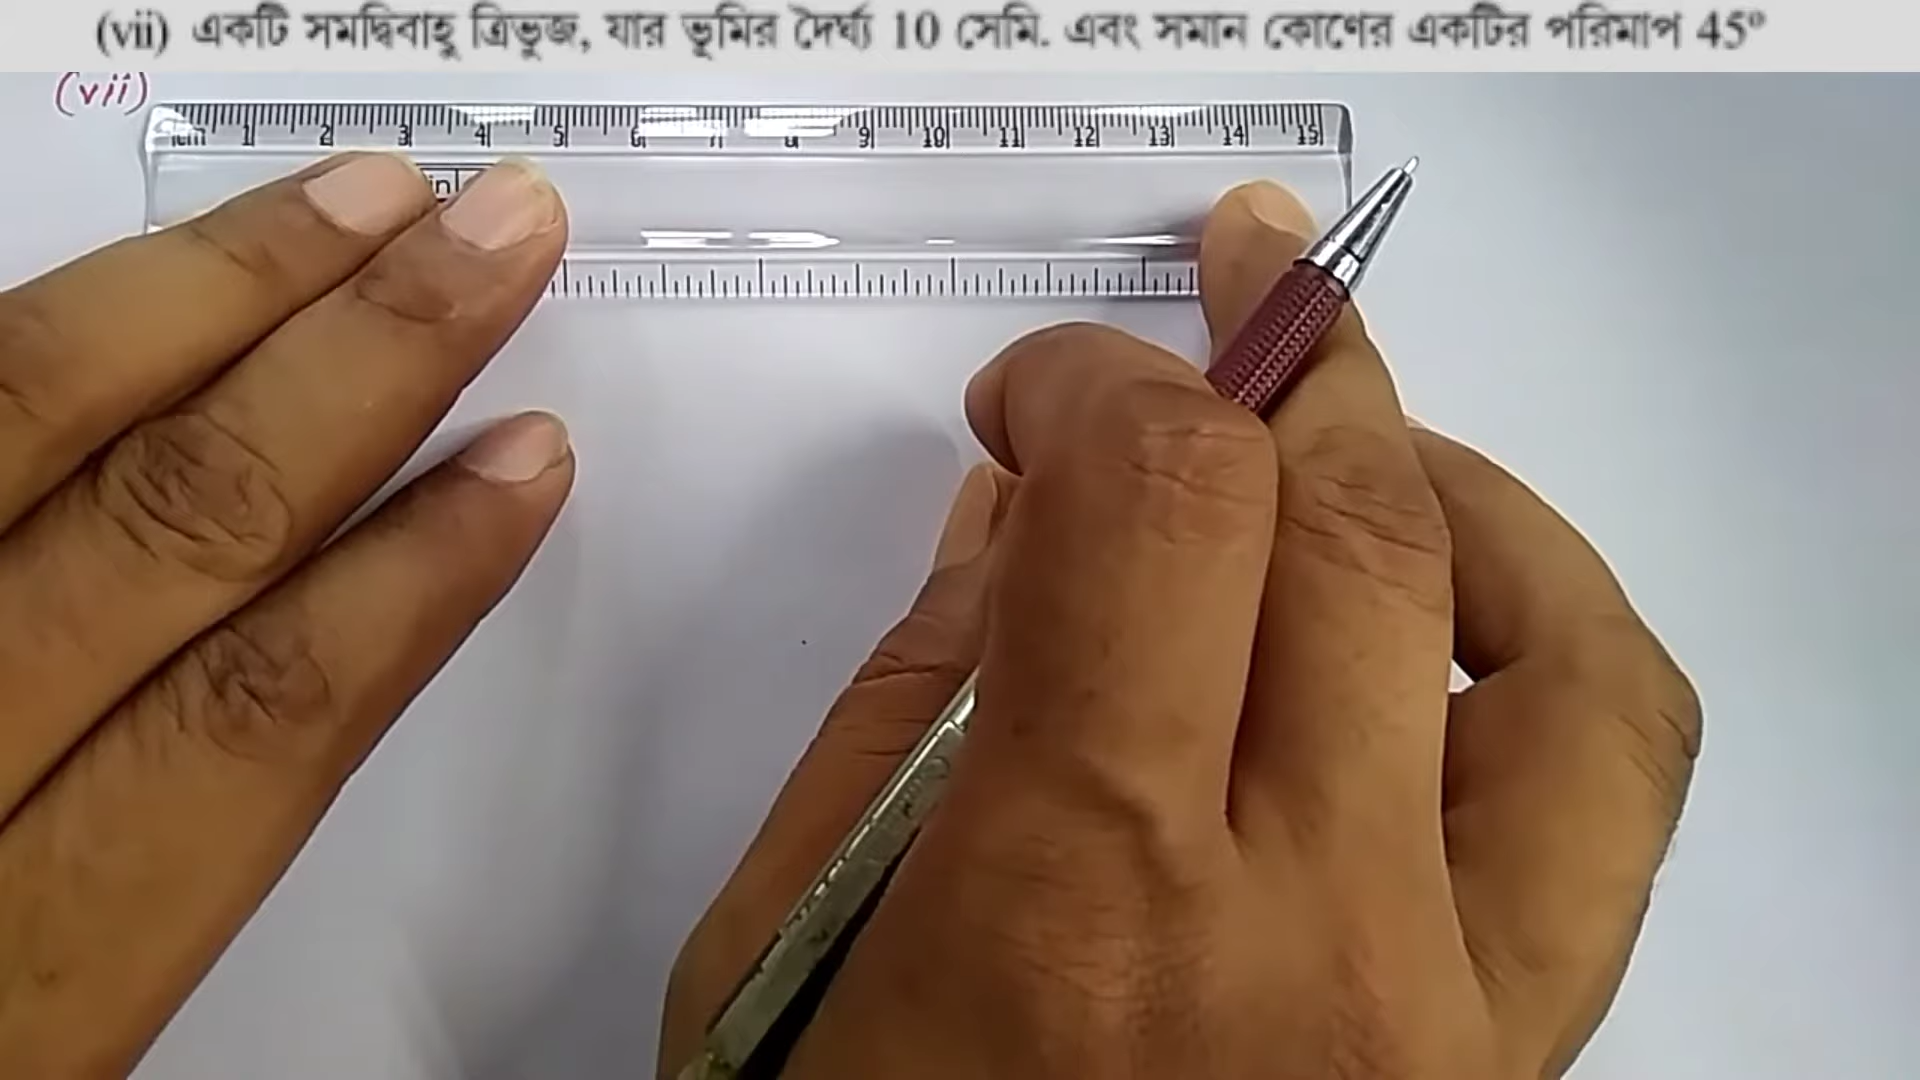 (vii) একটি সমদ্বিবাহু ত্রিভুজ, যার ভূমির দৈর্ঘ্য 10 সেমি. এবং সমান কোণের একটির পরিমাপ 45°
(vii)
cm 1 2 3 4 5 6 7 8 9 10 11 12 13 14 15
in